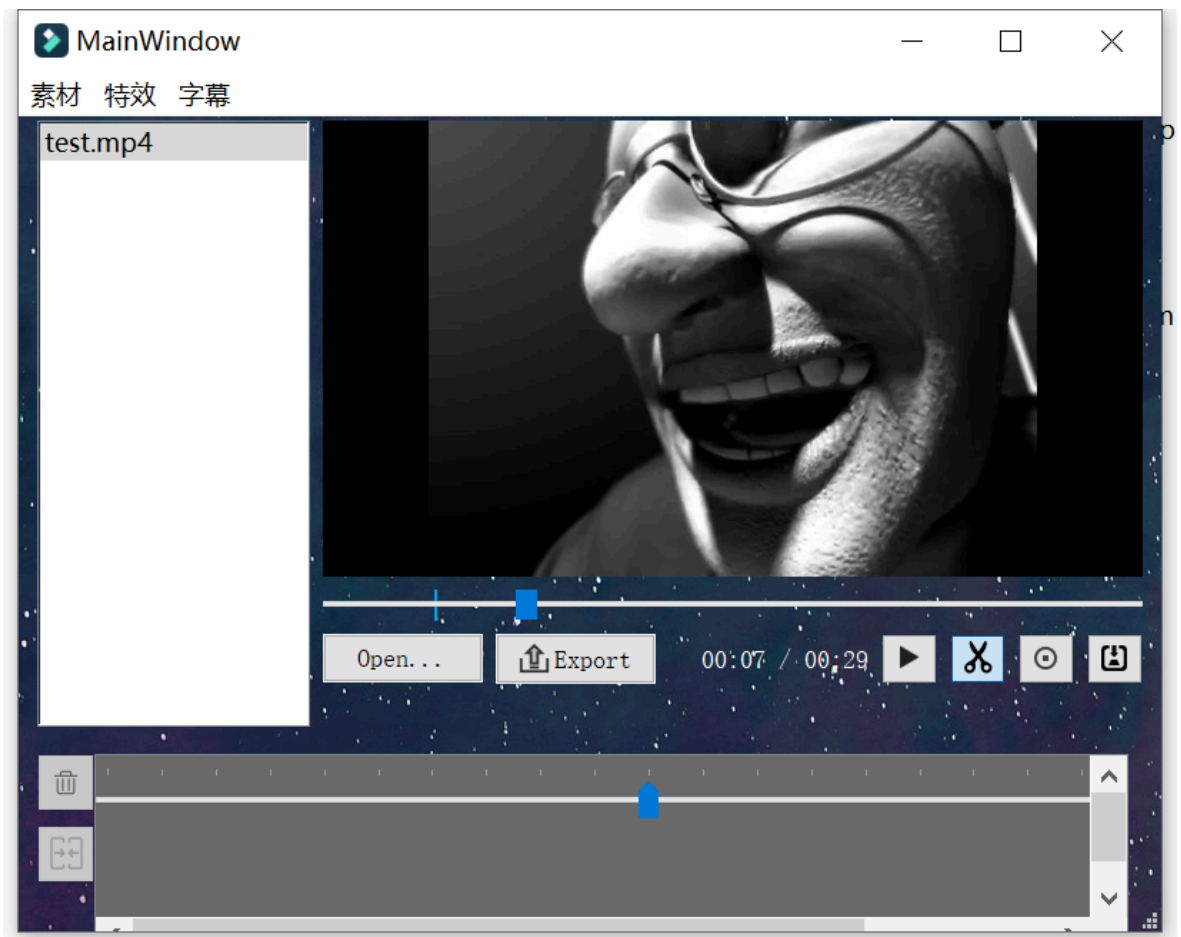 MainWindow
素材 特效 字幕
test.mp4
p
n
Open... Export 00:07 / 00:29